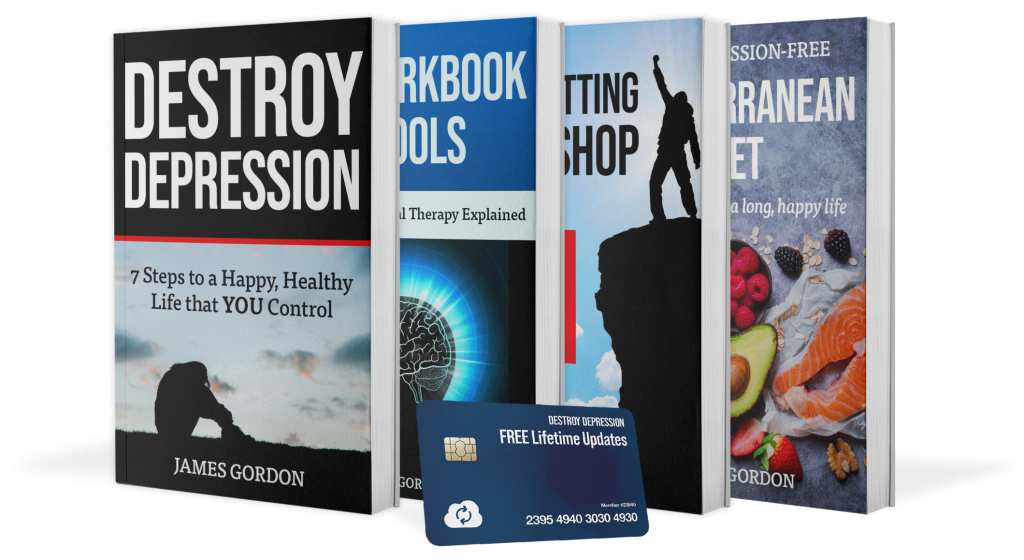 DESTROY
DEPRESSION
7 Steps to a Happy, Healthy
Life that YOU Control
JAMES GORDON
RKBOOK
OOLS
al Therapy Explained
GOR
TTING
SHOP
SSION-FREE
RRANEAN
ET
a long, happy life
GORDON
DESTROY DEPRESSION
FREE Lifetime Updates
Member #23940
2395 4940 3030 4930